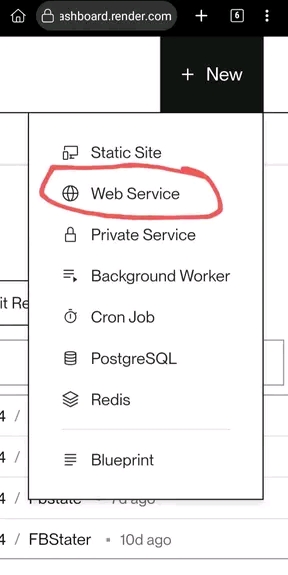 ashboard.render.com
6
+ New
Static Site
Web Service
Private Service
it Re
Background Worker
Cron Job
PostgreSQL
Redis
4 /
4 /
Blueprint
4 / Fbstate • 7d ago
4 / FBStater • 10d ago